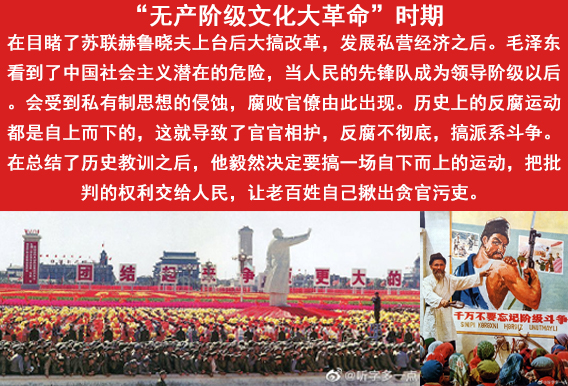 “无产阶级文化大革命”时期
在目睹了苏联赫鲁晓夫上台后大搞改革，发展私营经济之后。毛泽东
看到了中国社会主义潜在的危险，当人民的先锋队成为领导阶级以后
。会受到私有制思想的侵蚀，腐败官僚由此出现。历史上的反腐运动
都是自上而下的，这就导致了官官相护，反腐不彻底，搞派系斗争。
在总结了历史教训之后，他毅然决定要搞一场自下而上的运动，把批
判的权利交给人民，让老百姓自己揪出贪官污吏。
团结起来争取更大的
千万不要忘记阶级斗争
@听字多一点